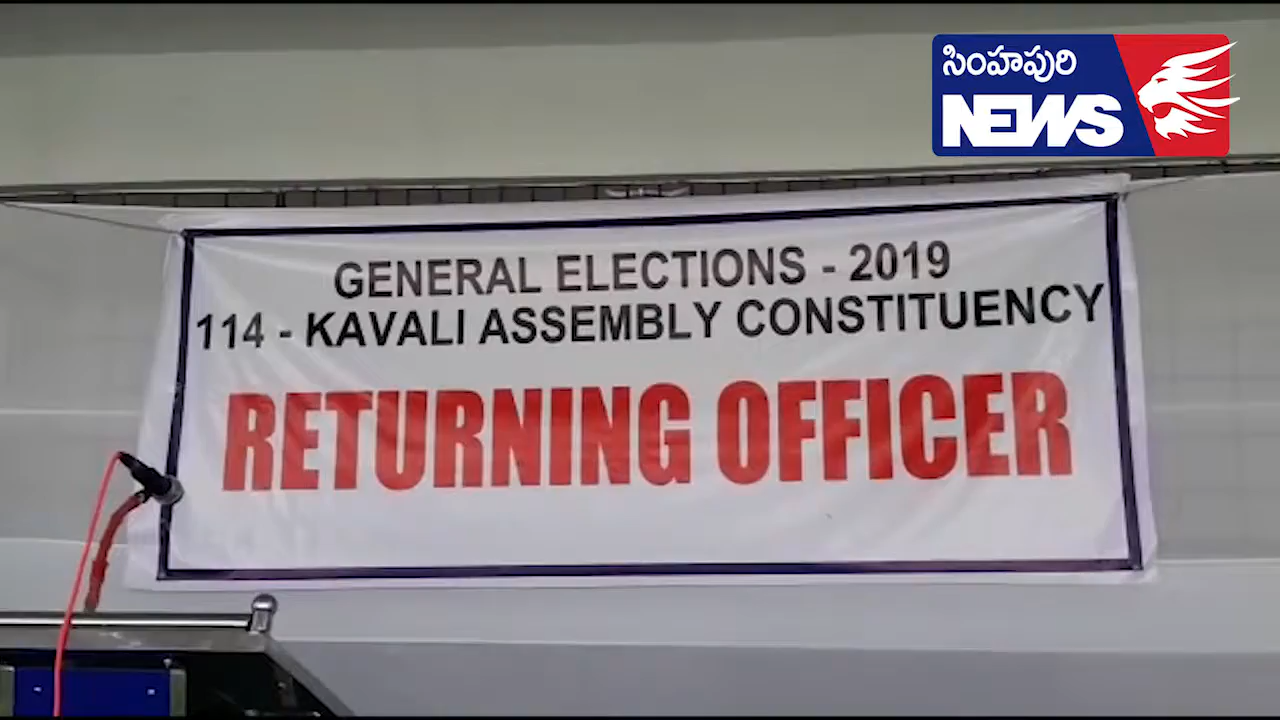 సింహపురి
NEWS
GENERAL ELECTIONS - 2019
114 - KAVALI ASSEMBLY CONSTITUENCY
RETURNING OFFICER